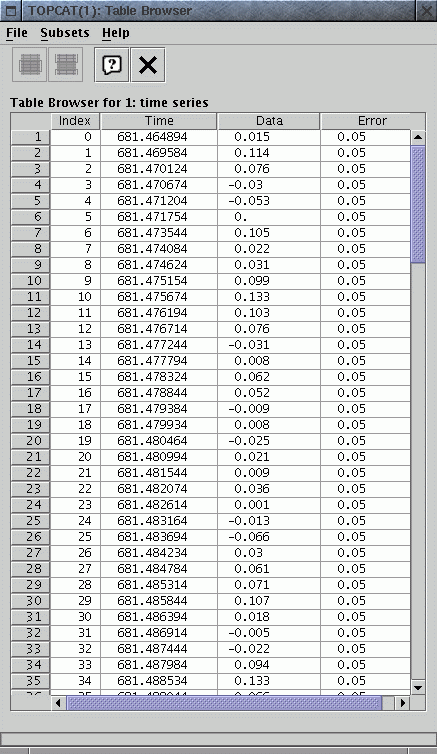 TOPCAT(1): Table Browser
File Subsets Help
Table Browser for 1: time series
Index Time Data Error
1 0 681.464894 0.015 0.05
2 1 681.469584 0.114 0.05
3 2 681.470124 0.076 0.05
4 3 681.470674 -0.03 0.05
5 4 681.471204 -0.053 0.05
6 5 681.471754 0. 0.05
7 6 681.473544 0.105 0.05
8 7 681.474084 0.022 0.05
9 8 681.474624 0.031 0.05
10 9 681.475154 0.099 0.05
11 10 681.475674 0.133 0.05
12 11 681.476194 0.103 0.05
13 12 681.476714 0.076 0.05
14 13 681.477244 -0.031 0.05
15 14 681.477794 0.008 0.05
16 15 681.478324 0.062 0.05
17 16 681.478844 0.052 0.05
18 17 681.479384 -0.009 0.05
19 18 681.479934 0.008 0.05
20 19 681.480464 -0.025 0.05
21 20 681.480994 0.021 0.05
22 21 681.481544 0.009 0.05
23 22 681.482074 0.036 0.05
24 23 681.482614 0.001 0.05
25 24 681.483164 -0.013 0.05
26 25 681.483694 -0.066 0.05
27 26 681.484234 0.03 0.05
28 27 681.484784 0.061 0.05
29 28 681.485314 0.071 0.05
30 29 681.485844 0.107 0.05
31 30 681.486394 0.018 0.05
32 31 681.486914 -0.005 0.05
33 32 681.487444 -0.022 0.05
34 33 681.487984 0.094 0.05
35 34 681.488534 0.133 0.05